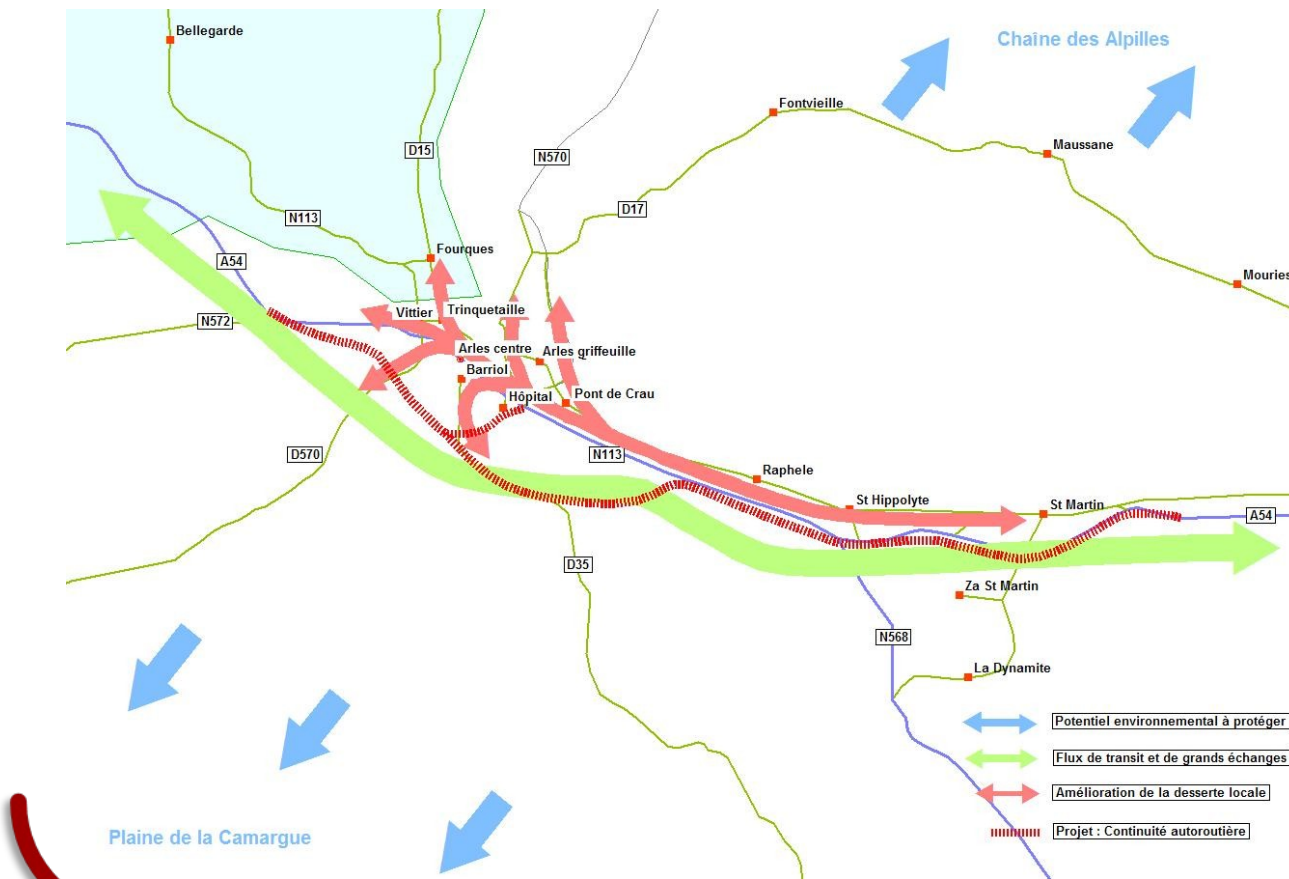 Bellegarde
Chaîne des Alpilles
Fontvieille
D15
N570
Maussane
D17
N113
Fourques
A54
Mouries
Vittier
Trinquetaille
N572
Arles centre
Arles griffeuille
Barriol
Hôpital
Pont de Crau
D570
N113
Raphele
St Hippolyte
St Martin
A54
D35
Za St Martin
N568
La Dynamite
Potentiel environnemental à protéger
Flux de transit et de grands échanges
Amélioration de la desserte locale
Plaine de la Camargue
Projet : Continuité autoroutière